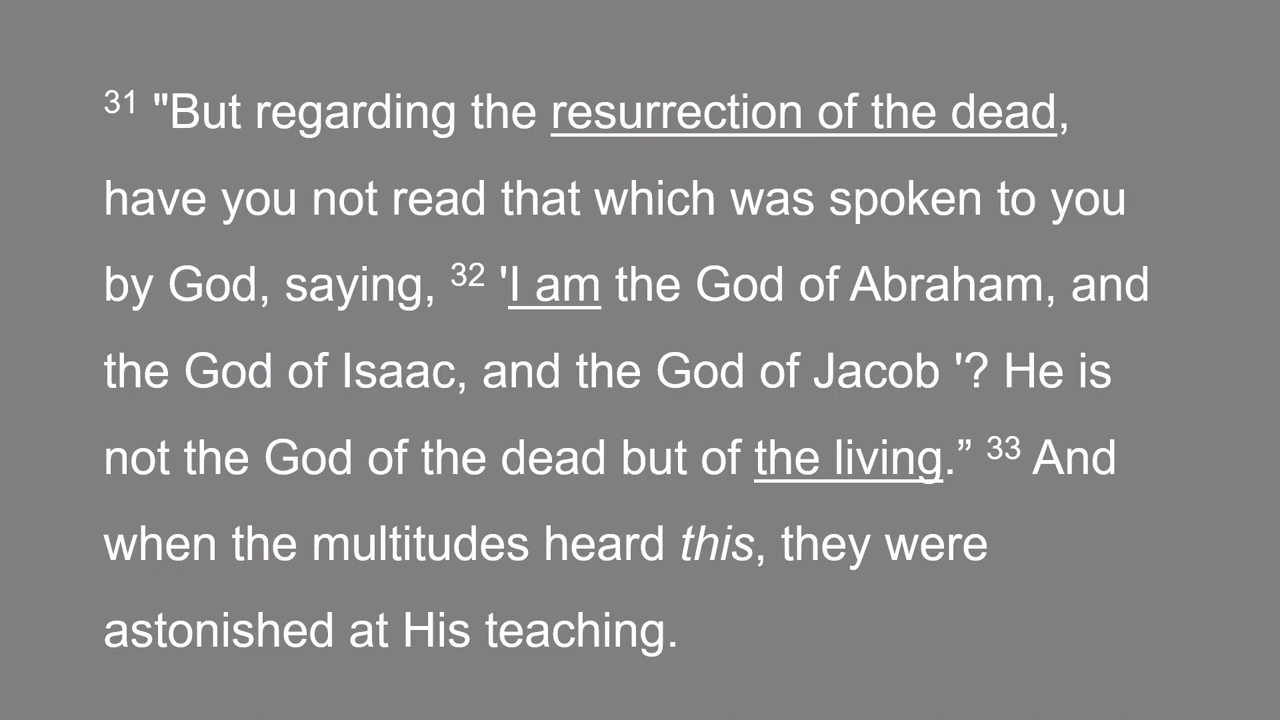 31 "But regarding the resurrection of the dead,
have you not read that which was spoken to you
by God, saying, 32 'I am the God of Abraham, and
the God of Isaac, and the God of Jacob '? He is
not the God of the dead but of the living.” 33 And
when the multitudes heard this, they were
astonished at His teaching.